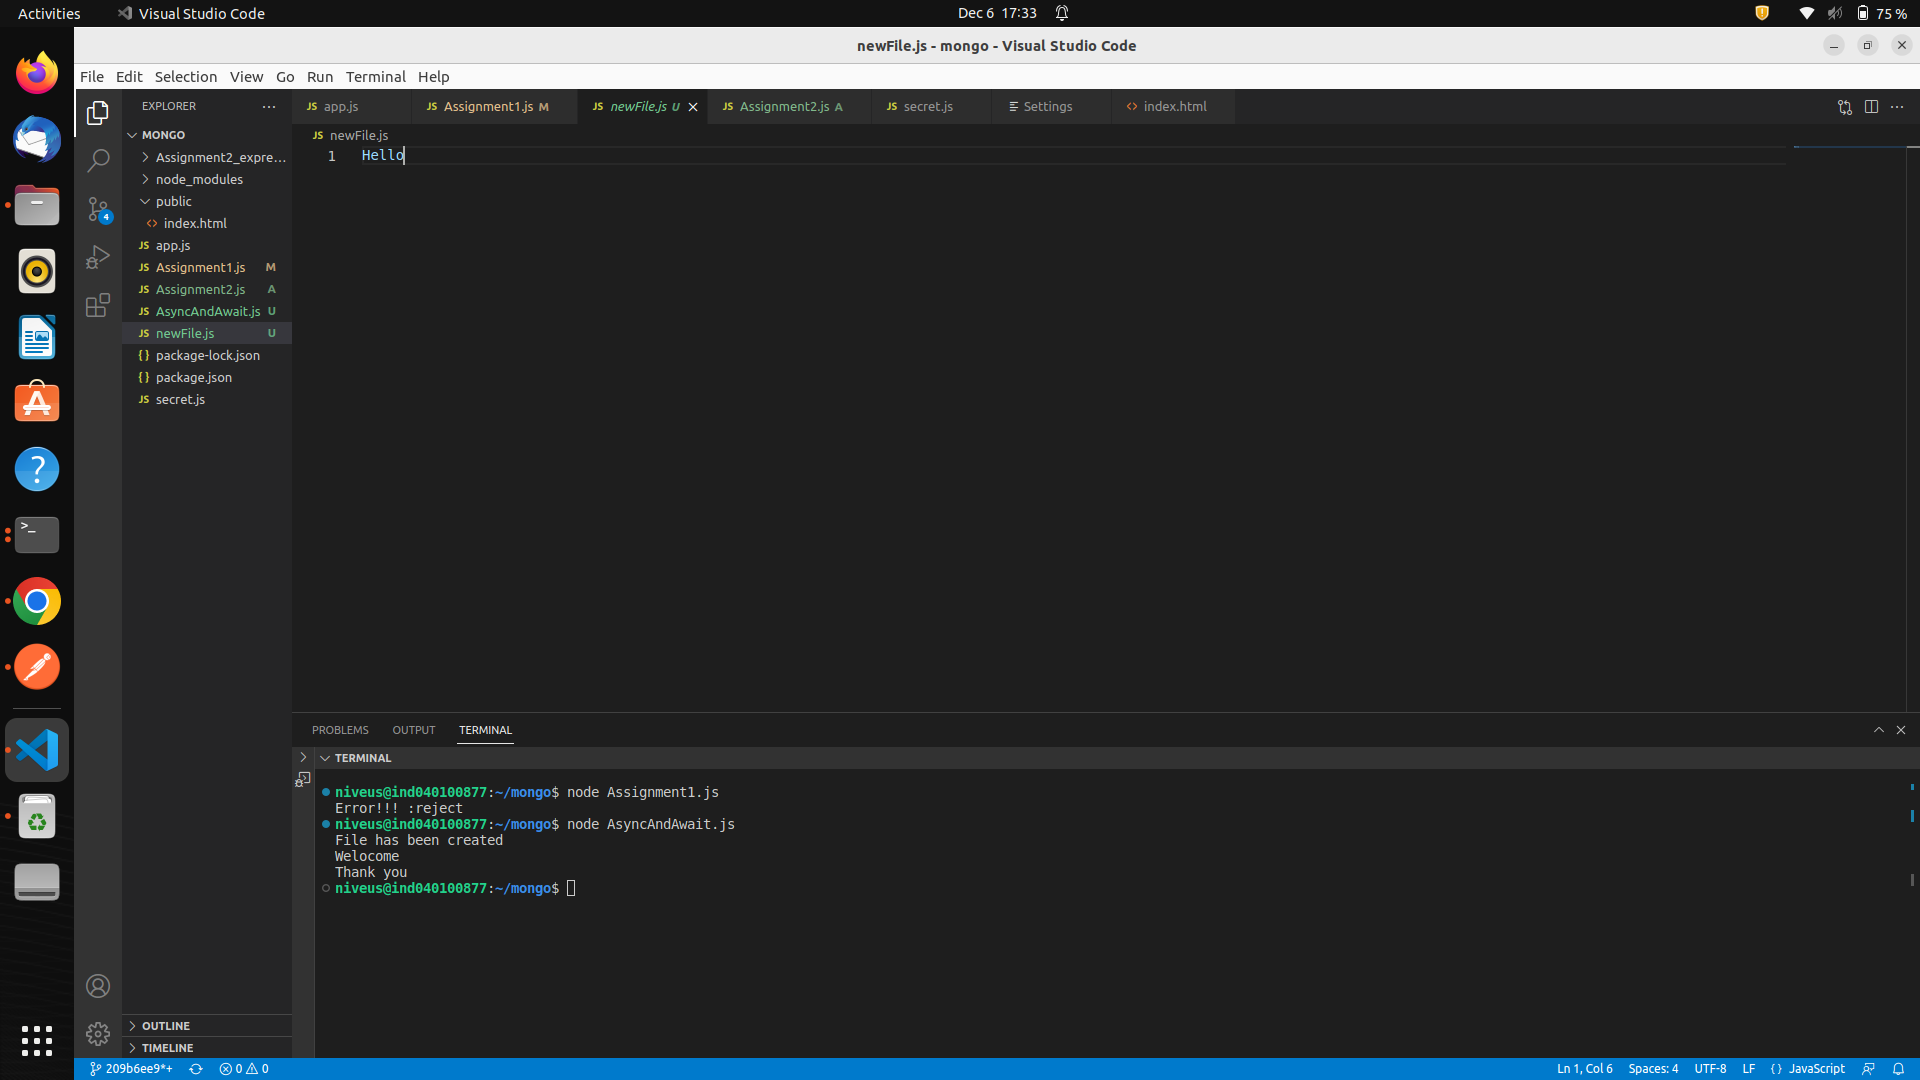 Activities Visual Studio Code Dec 6 17:33 75 %
newFile.js - mongo - Visual Studio Code
File Edit Selection View Go Run Terminal Help
EXPLORER
MONGO
Assignment2_expre...
node_modules
public
index.html
app.js
Assignment1.js M
Assignment2.js A
AsyncAndAwait.js U
newFile.js U
package-lock.json
package.json
secret.js
OUTLINE
TIMELINE
4
app.js Assignment1.js M newFile.js U Assignment2.js A secret.js Settings index.html
JS newFile.js
1 Hello
PROBLEMS OUTPUT TERMINAL
TERMINAL
niveus@ind040100877:~/mongo$ node Assignment1.js
Error!!! :reject
niveus@ind040100877:~/mongo$ node AsyncAndAwait.js
File has been created
Welocome
Thank you
niveus@ind040100877:~/mongo$
209b6ee9*+ 0 0 Ln 1, Col 6 Spaces: 4 UTF-8 LF { } JavaScript